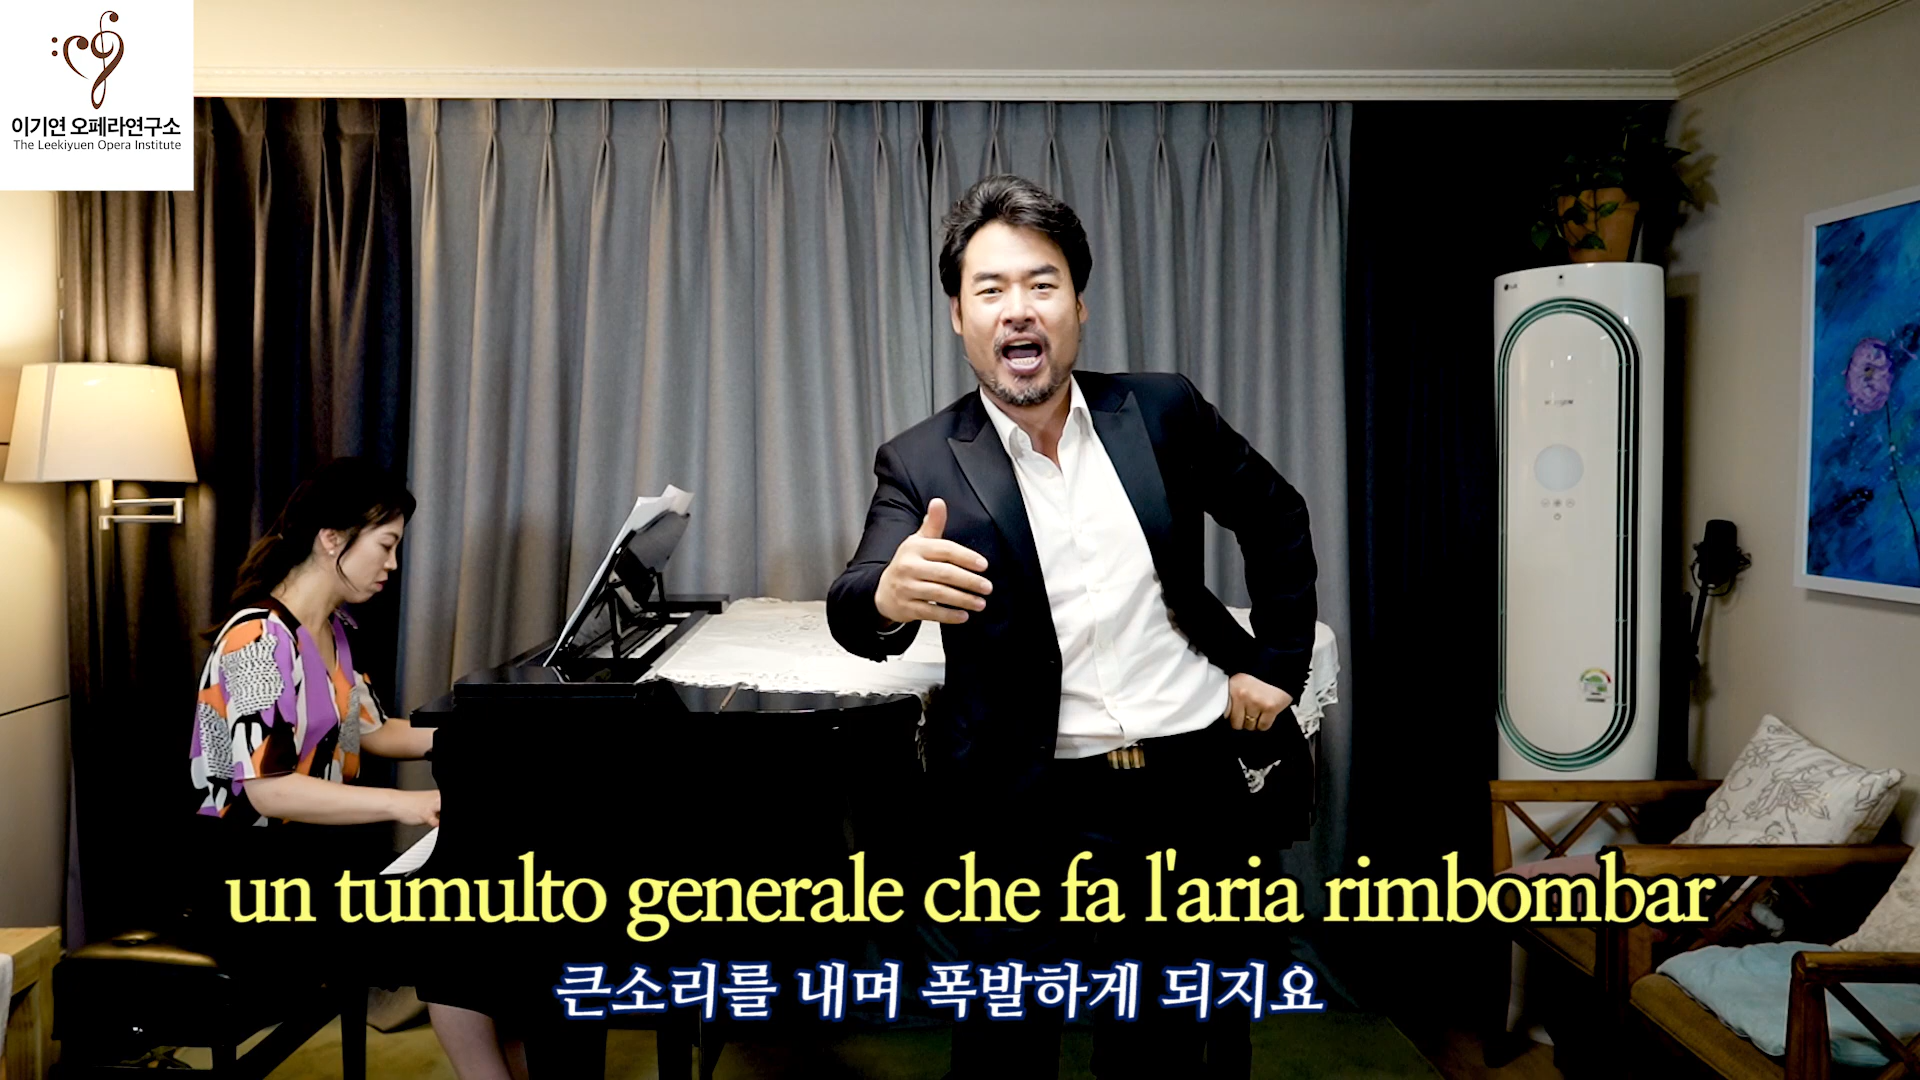 이기연 오페라연구소
The Leekiyuen Opera Institute
LG
un tumulto generale che fa l'aria rimbombar
큰소리를 내며 폭발하게 되지요